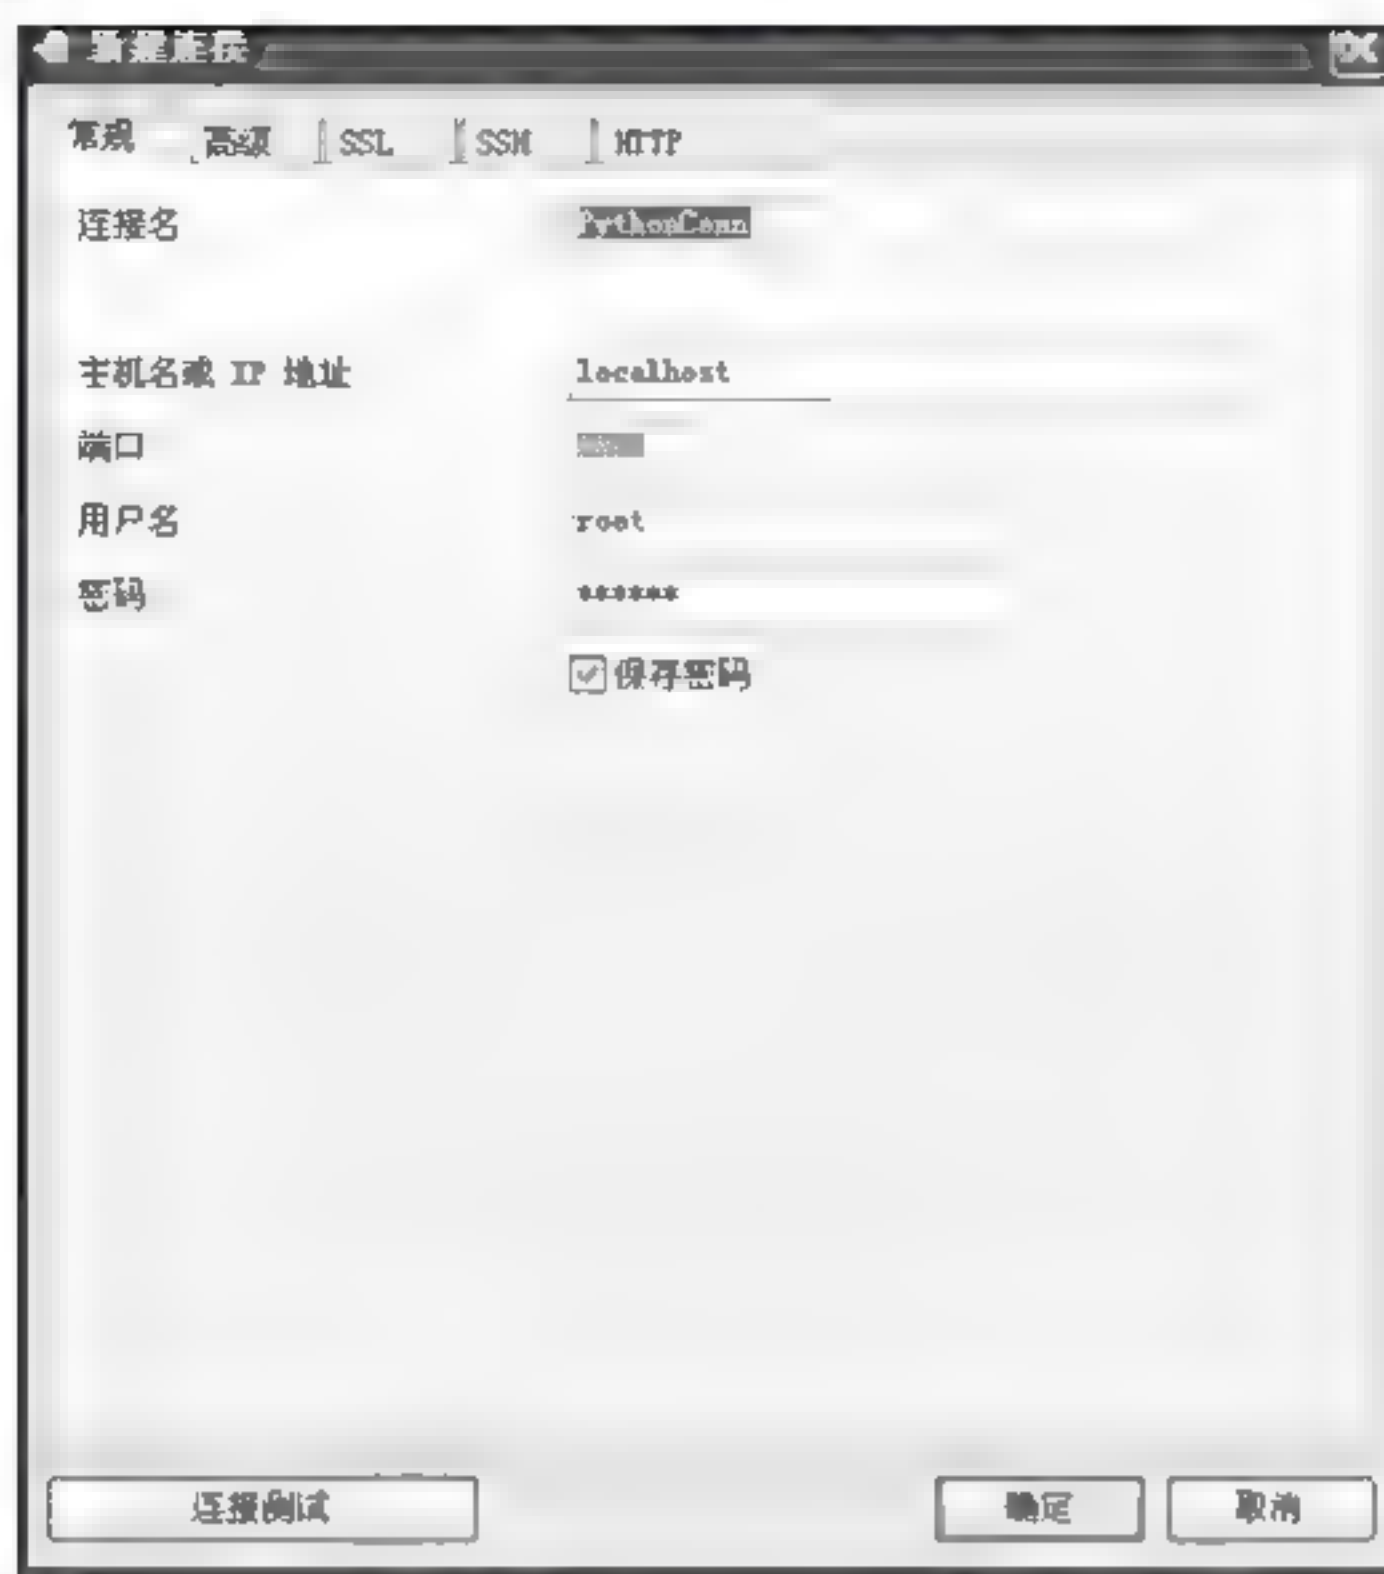 新建连接
常规 高级 SSL SSH HTTP
连接名 PythonConn
主机名或 IP 地址 localhost
端口
用户名 root
密码 ******
保存密码
连接测试 确定 取消